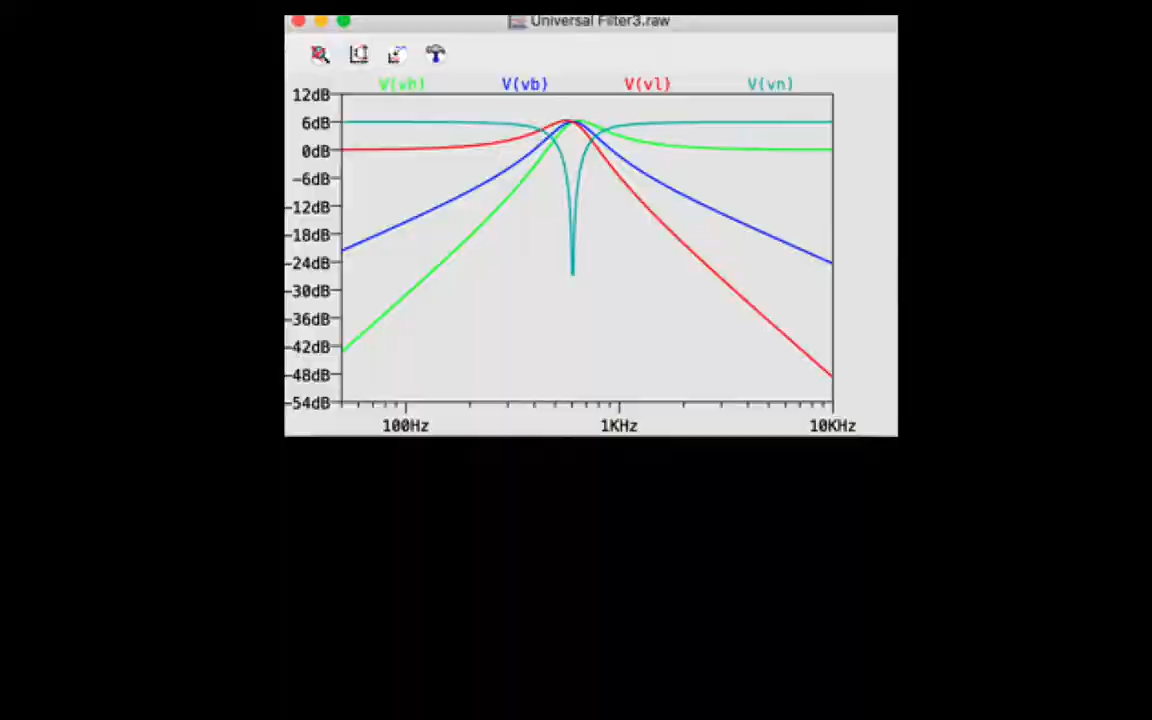 Universal Filter3.raw
V(vh) V(vb) V(vl) V(vn)
12dB
6dB
0dB
-6dB
-12dB
-18dB
-24dB
-30dB
-36dB
-42dB
-48dB
-54dB
100Hz 1KHz 10KHz